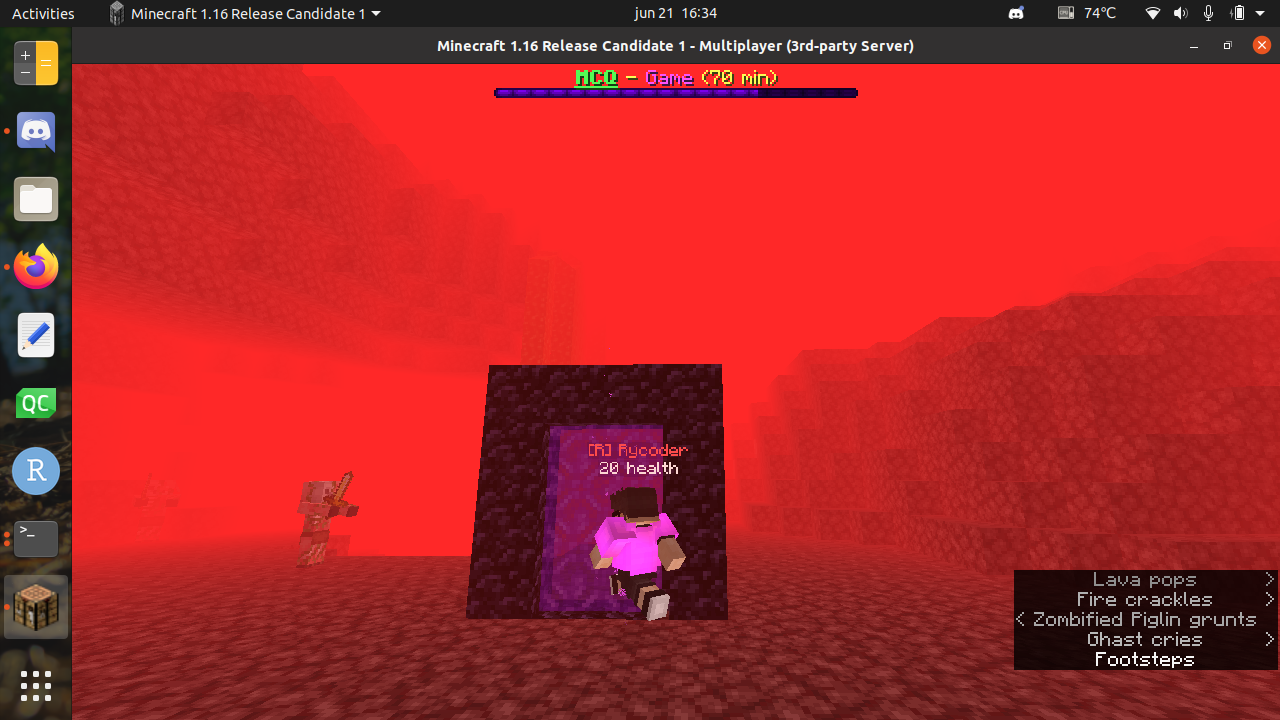 Activities
Minecraft 1.16 Release Candidate 1
jun 21 16:34
74℃
Minecraft 1.16 Release Candidate 1 - Multiplayer (3rd-party Server)
MCQ - Game (70 min)
QC
R
>_
[R] Rycoder
20 health
Lava pops >
Fire crackles >
< Zombified Piglin grunts
Ghast cries >
Footsteps